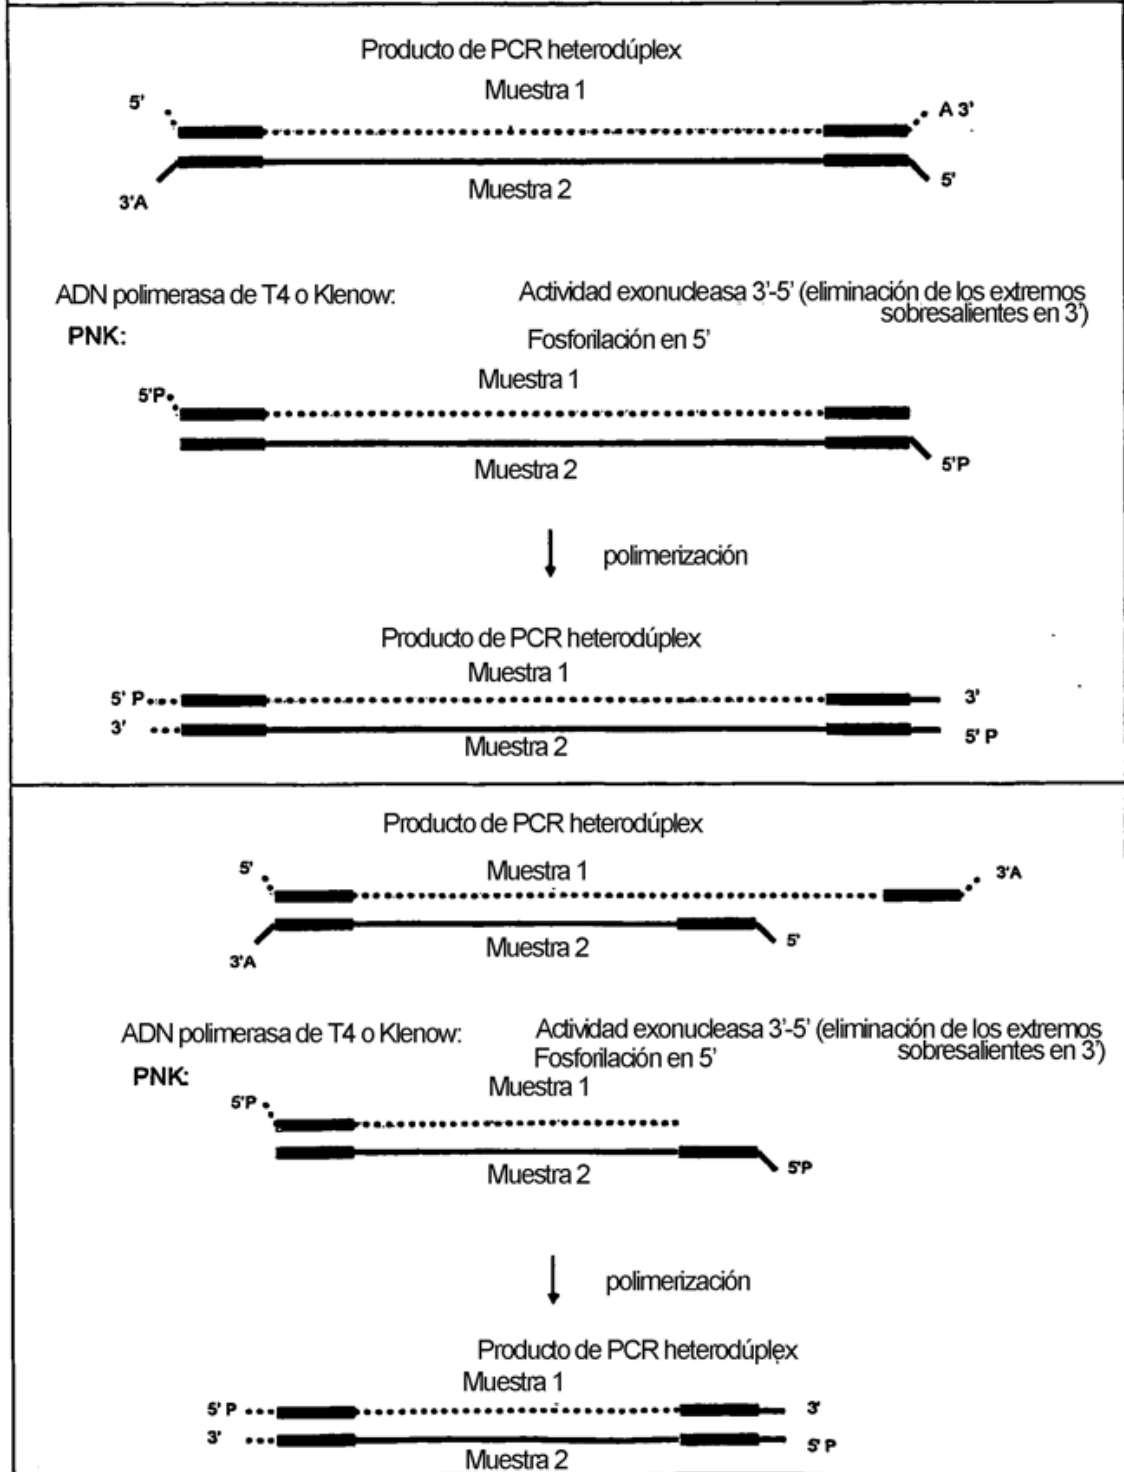 Producto de PCR heterodúplex
Muestra 1
5'
A 3'
3'A
Muestra 2
5'
ADN polimerasa de T4 o Klenow:
Actividad exonucleasa 3'-5' (eliminación de los extremos
sobresalientes en 3')
PNK:
Fosforilación en 5'
Muestra 1
5'P
Muestra 2
5'P
polimerización
Producto de PCR heterodúplex
Muestra 1
5' P
3'
3'
5' P
Muestra 2
Producto de PCR heterodúplex
5'
Muestra 1
3'A
3'A
Muestra 2
5'
ADN polimerasa de T4 o Klenow:
Actividad exonucleasa 3'-5' (eliminación de los extremos
sobresalientes en 3')
PNK:
Fosforilación en 5'
Muestra 1
5'P
Muestra 2
5'P
polimerización
Producto de PCR heterodúplex
Muestra 1
5' P
3'
3'
5' P
Muestra 2